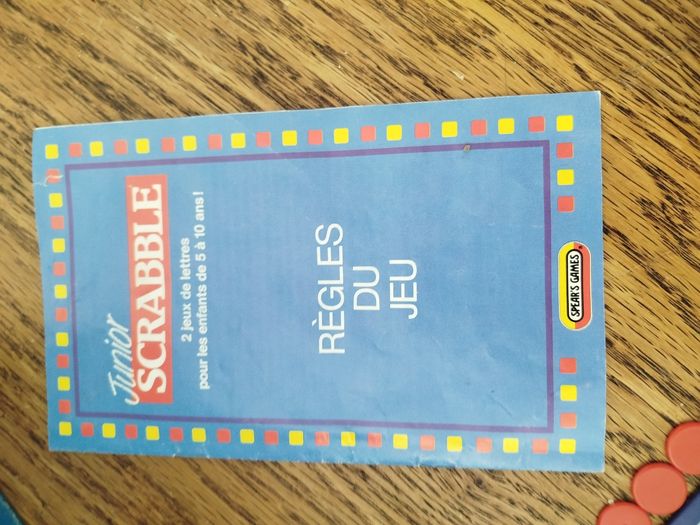 Junior
SCRABBLE
2 jeux de lettres
pour les enfants de 5 à 10 ans!
RÈGLES
DU
JEU
SPEAR'S GAMES